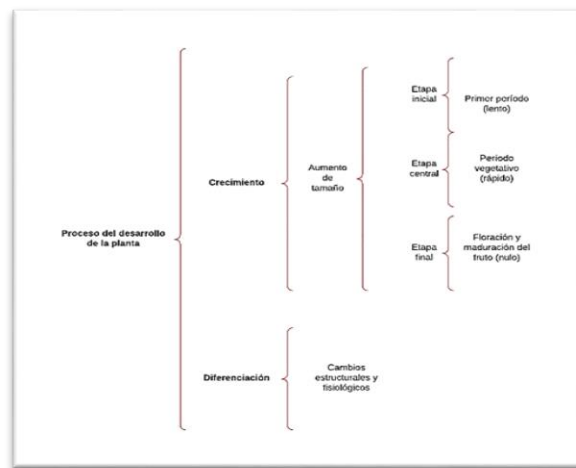 Proceso del desarrollo
de la planta
Crecimiento
Aumento
de
tamaño
Etapa
inicial
Primer período
(lento)
Etapa
central
Período
vegetativo
(rápido)
Etapa
final
Floración y
maduración del
fruto (nulo)
Diferenciación
Cambios
estructurales y
fisiológicos